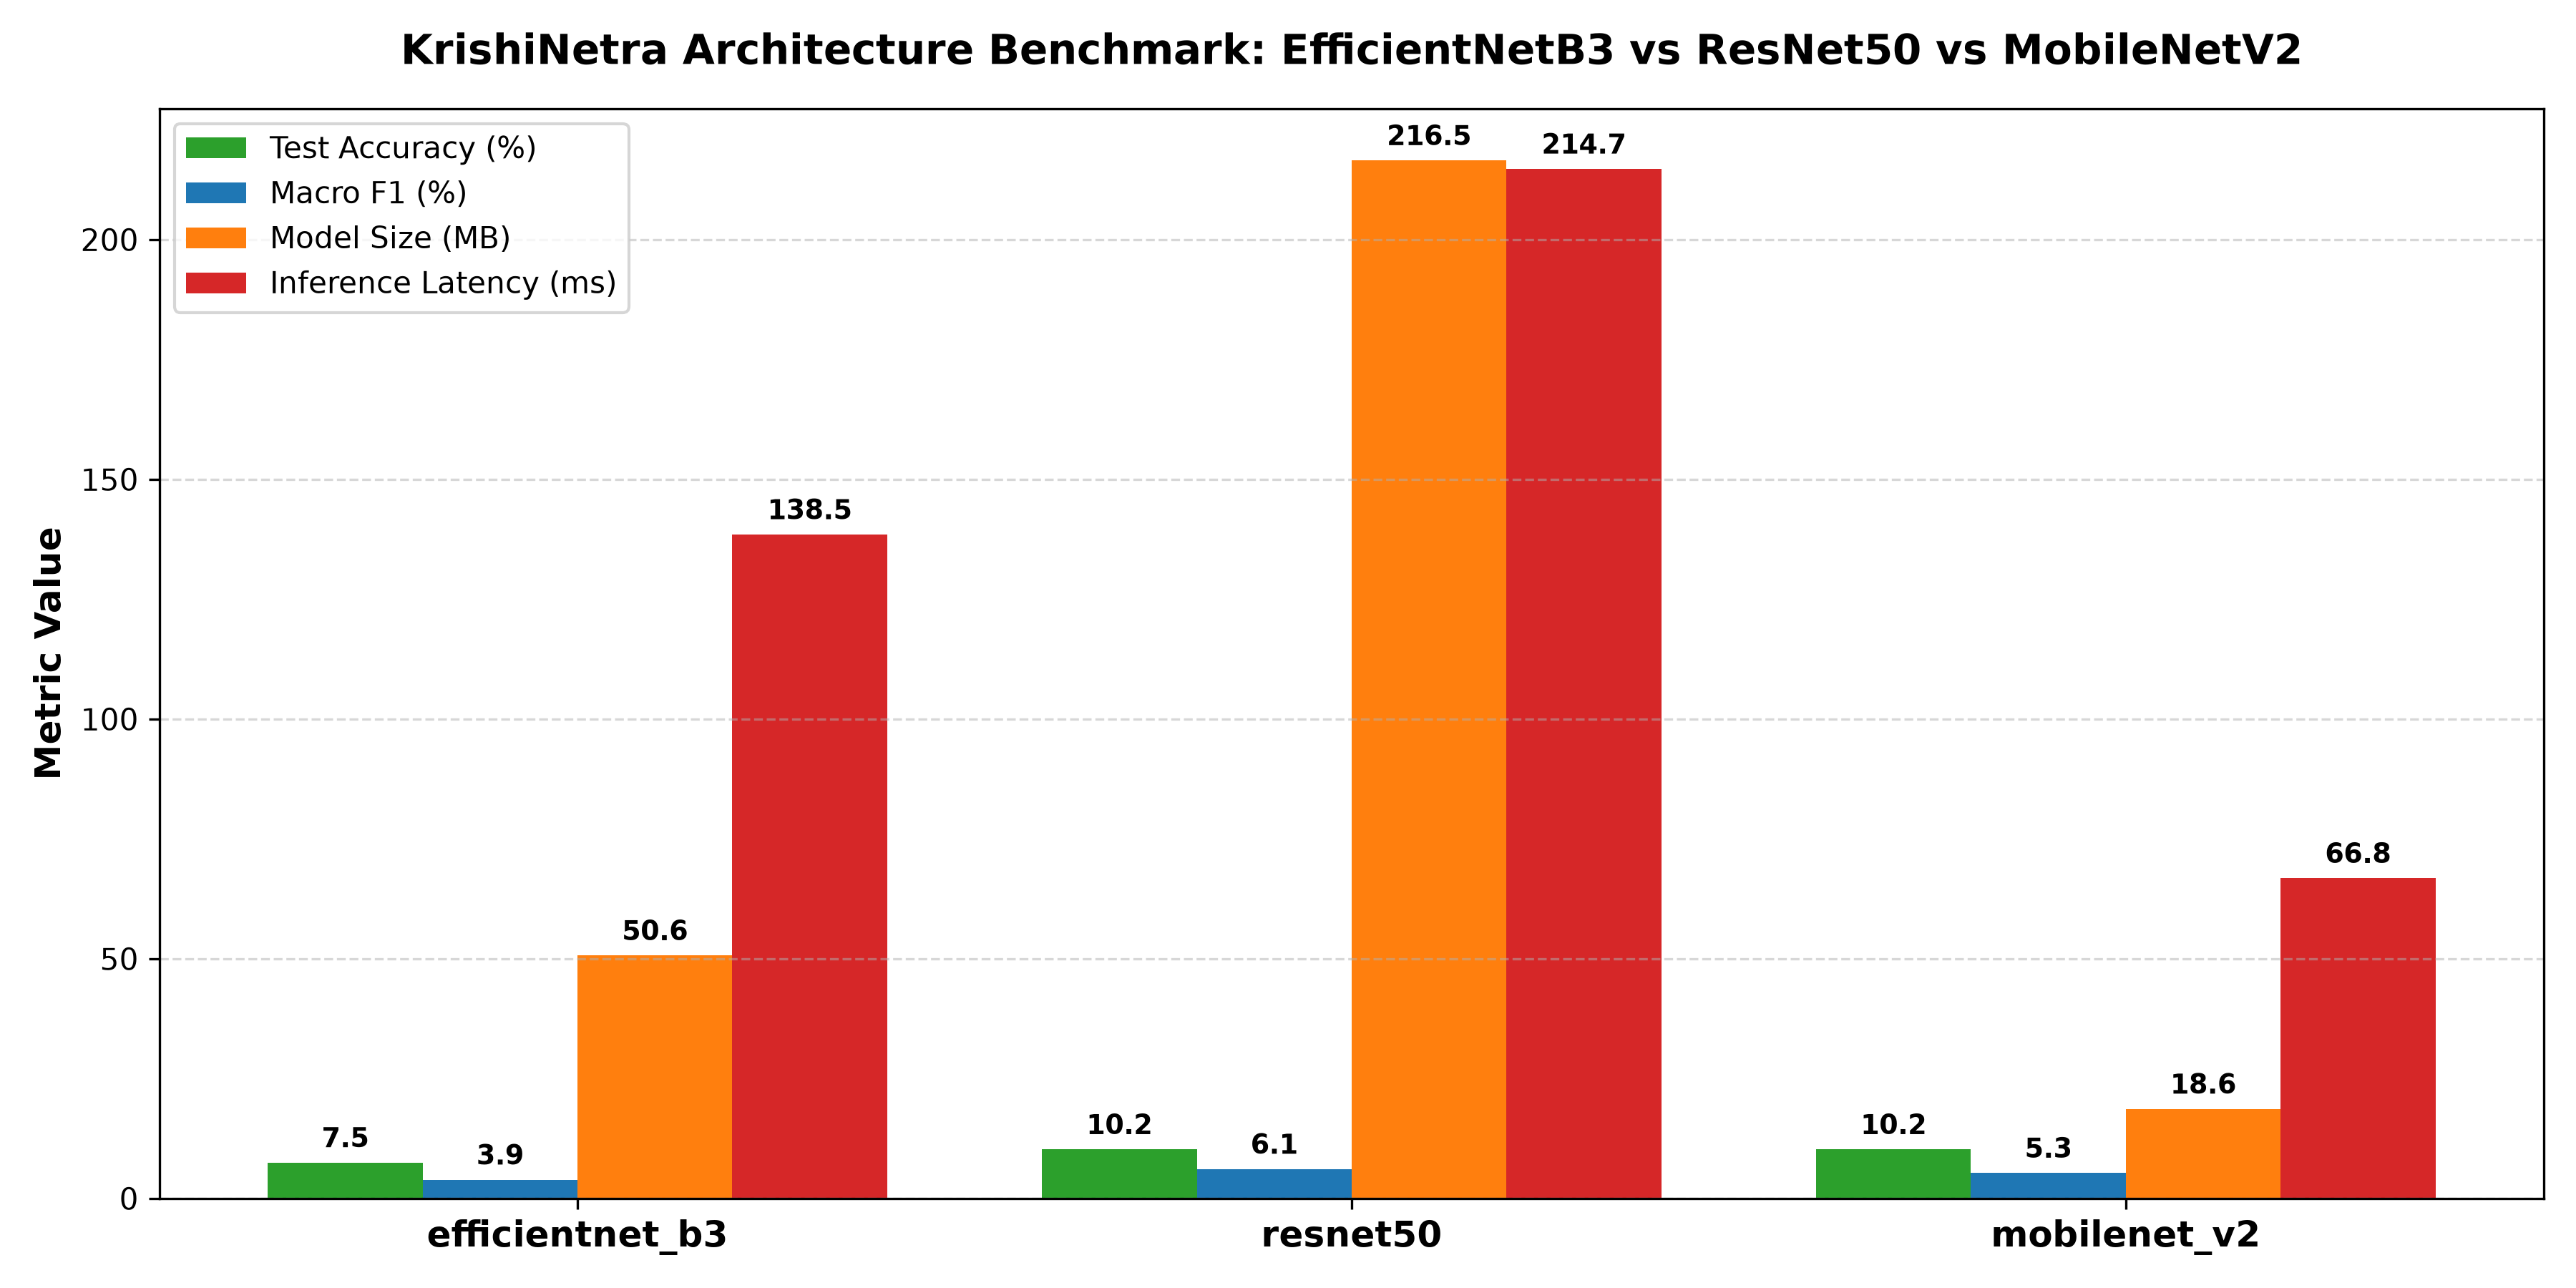 KrishiNetra Architecture Benchmark: EfficientNetB3 vs ResNet50 vs MobileNetV2
Test Accuracy (%)
Macro F1 (%)
Model Size (MB)
Inference Latency (ms)
Metric Value
200
150
100
50
0
7.5
3.9
50.6
138.5
10.2
6.1
216.5
214.7
10.2
5.3
18.6
66.8
efficientnet_b3
resnet50
mobilenet_v2